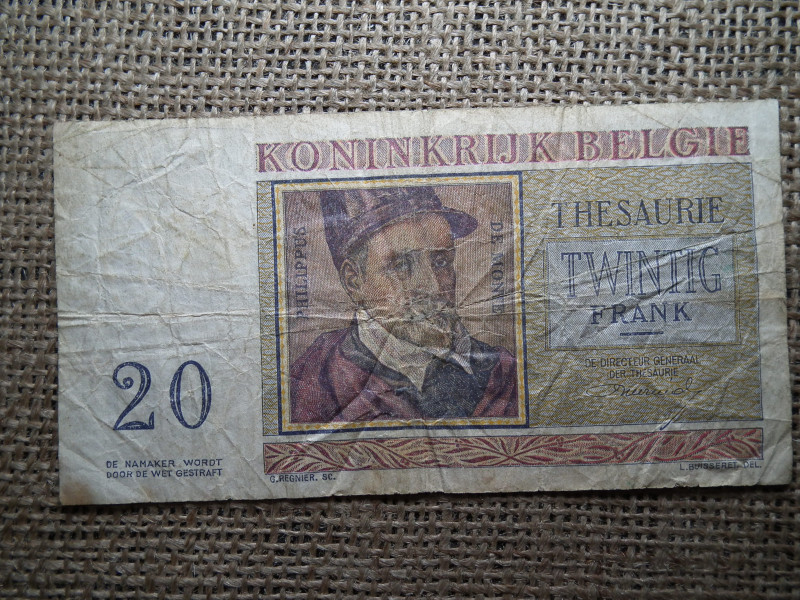 KONINKRIJK BELGIE
PHILIPPUS
DE MONTE
THESAURIE
TWINTIG
FRANK
DE DIRECTEUR GENERAAL
DER THESAURIE
20
DE NAMAKER WORDT
DOOR DE WET GESTRAFT
G. REGNIER, SC.
L. BUISSERET. DEL.